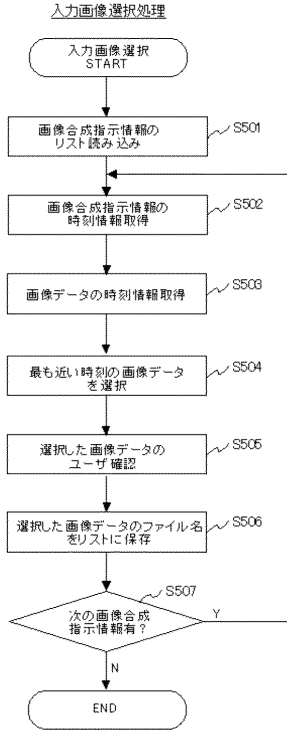 入力画像選択処理
入力画像選択
START
画像合成指示情報の
リスト読み込み
S501
画像合成指示情報の
時刻情報取得
S502
画像データの時刻情報取得
S503
最も近い時刻の画像データ
を選択
S504
選択した画像データの
ユーザ確認
S505
選択した画像データのファイル名
をリストに保存
S506
S507
次の画像合成
指示情報有？
Y
N
END